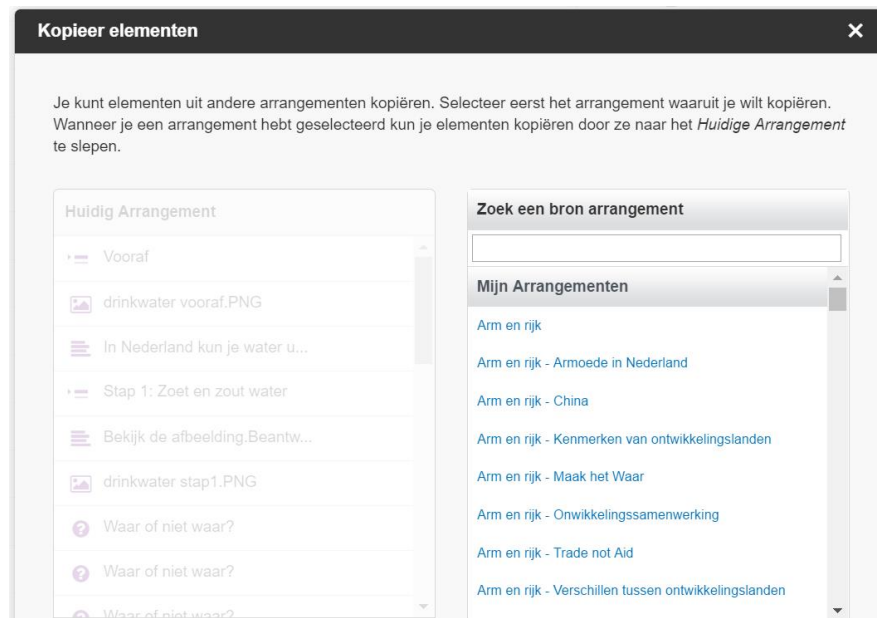 Kopieer elementen
Je kunt elementen uit andere arrangementen kopiëren. Selecteer eerst het arrangement waaruit je wilt kopiëren.
Wanneer je een arrangement hebt geselecteerd kun je elementen kopiëren door ze naar het Huidige Arrangement
te slepen.
Huidig Arrangement
Vooraf
drinkwater vooraf.PNG
In Nederland kun je water u...
Stap 1: Zoet en zout water
Bekijk de afbeelding.Beantw...
drinkwater stap1.PNG
Waar of niet waar?
Waar of niet waar?
Waar of niet waar?
Zoek een bron arrangement
Mijn Arrangementen
Arm en rijk
Arm en rijk - Armoede in Nederland
Arm en rijk - China
Arm en rijk - Kenmerken van ontwikkelingslanden
Arm en rijk - Maak het Waar
Arm en rijk - Onwikkelingssamenwerking
Arm en rijk - Trade not Aid
Arm en rijk - Verschillen tussen ontwikkelingslanden